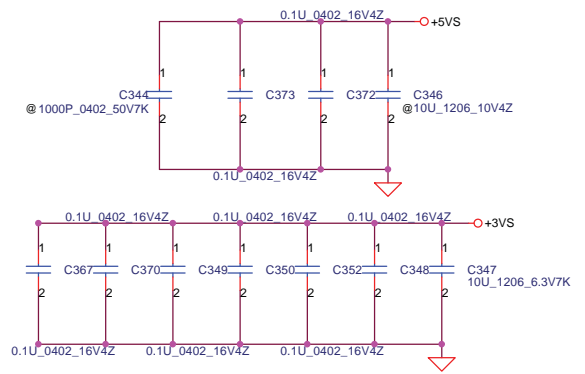 0.1U_0402_16V4Z
+5VS
1 1 1 1
C344 C373 C372 C346
@ 1000P_0402_50V7K @10U_1206_10V4Z
2 2 2 2
0.1U_0402_16V4Z
0.1U_0402_16V4Z 0.1U_0402_16V4Z 0.1U_0402_16V4Z
+3VS
1 1 1 1 1 1 1
C367 C370 C349 C350 C352 C348 C347
10U_1206_6.3V7K
2 2 2 2 2 2 2
0.1U_0402_16V4Z 0.1U_0402_16V4Z 0.1U_0402_16V4Z